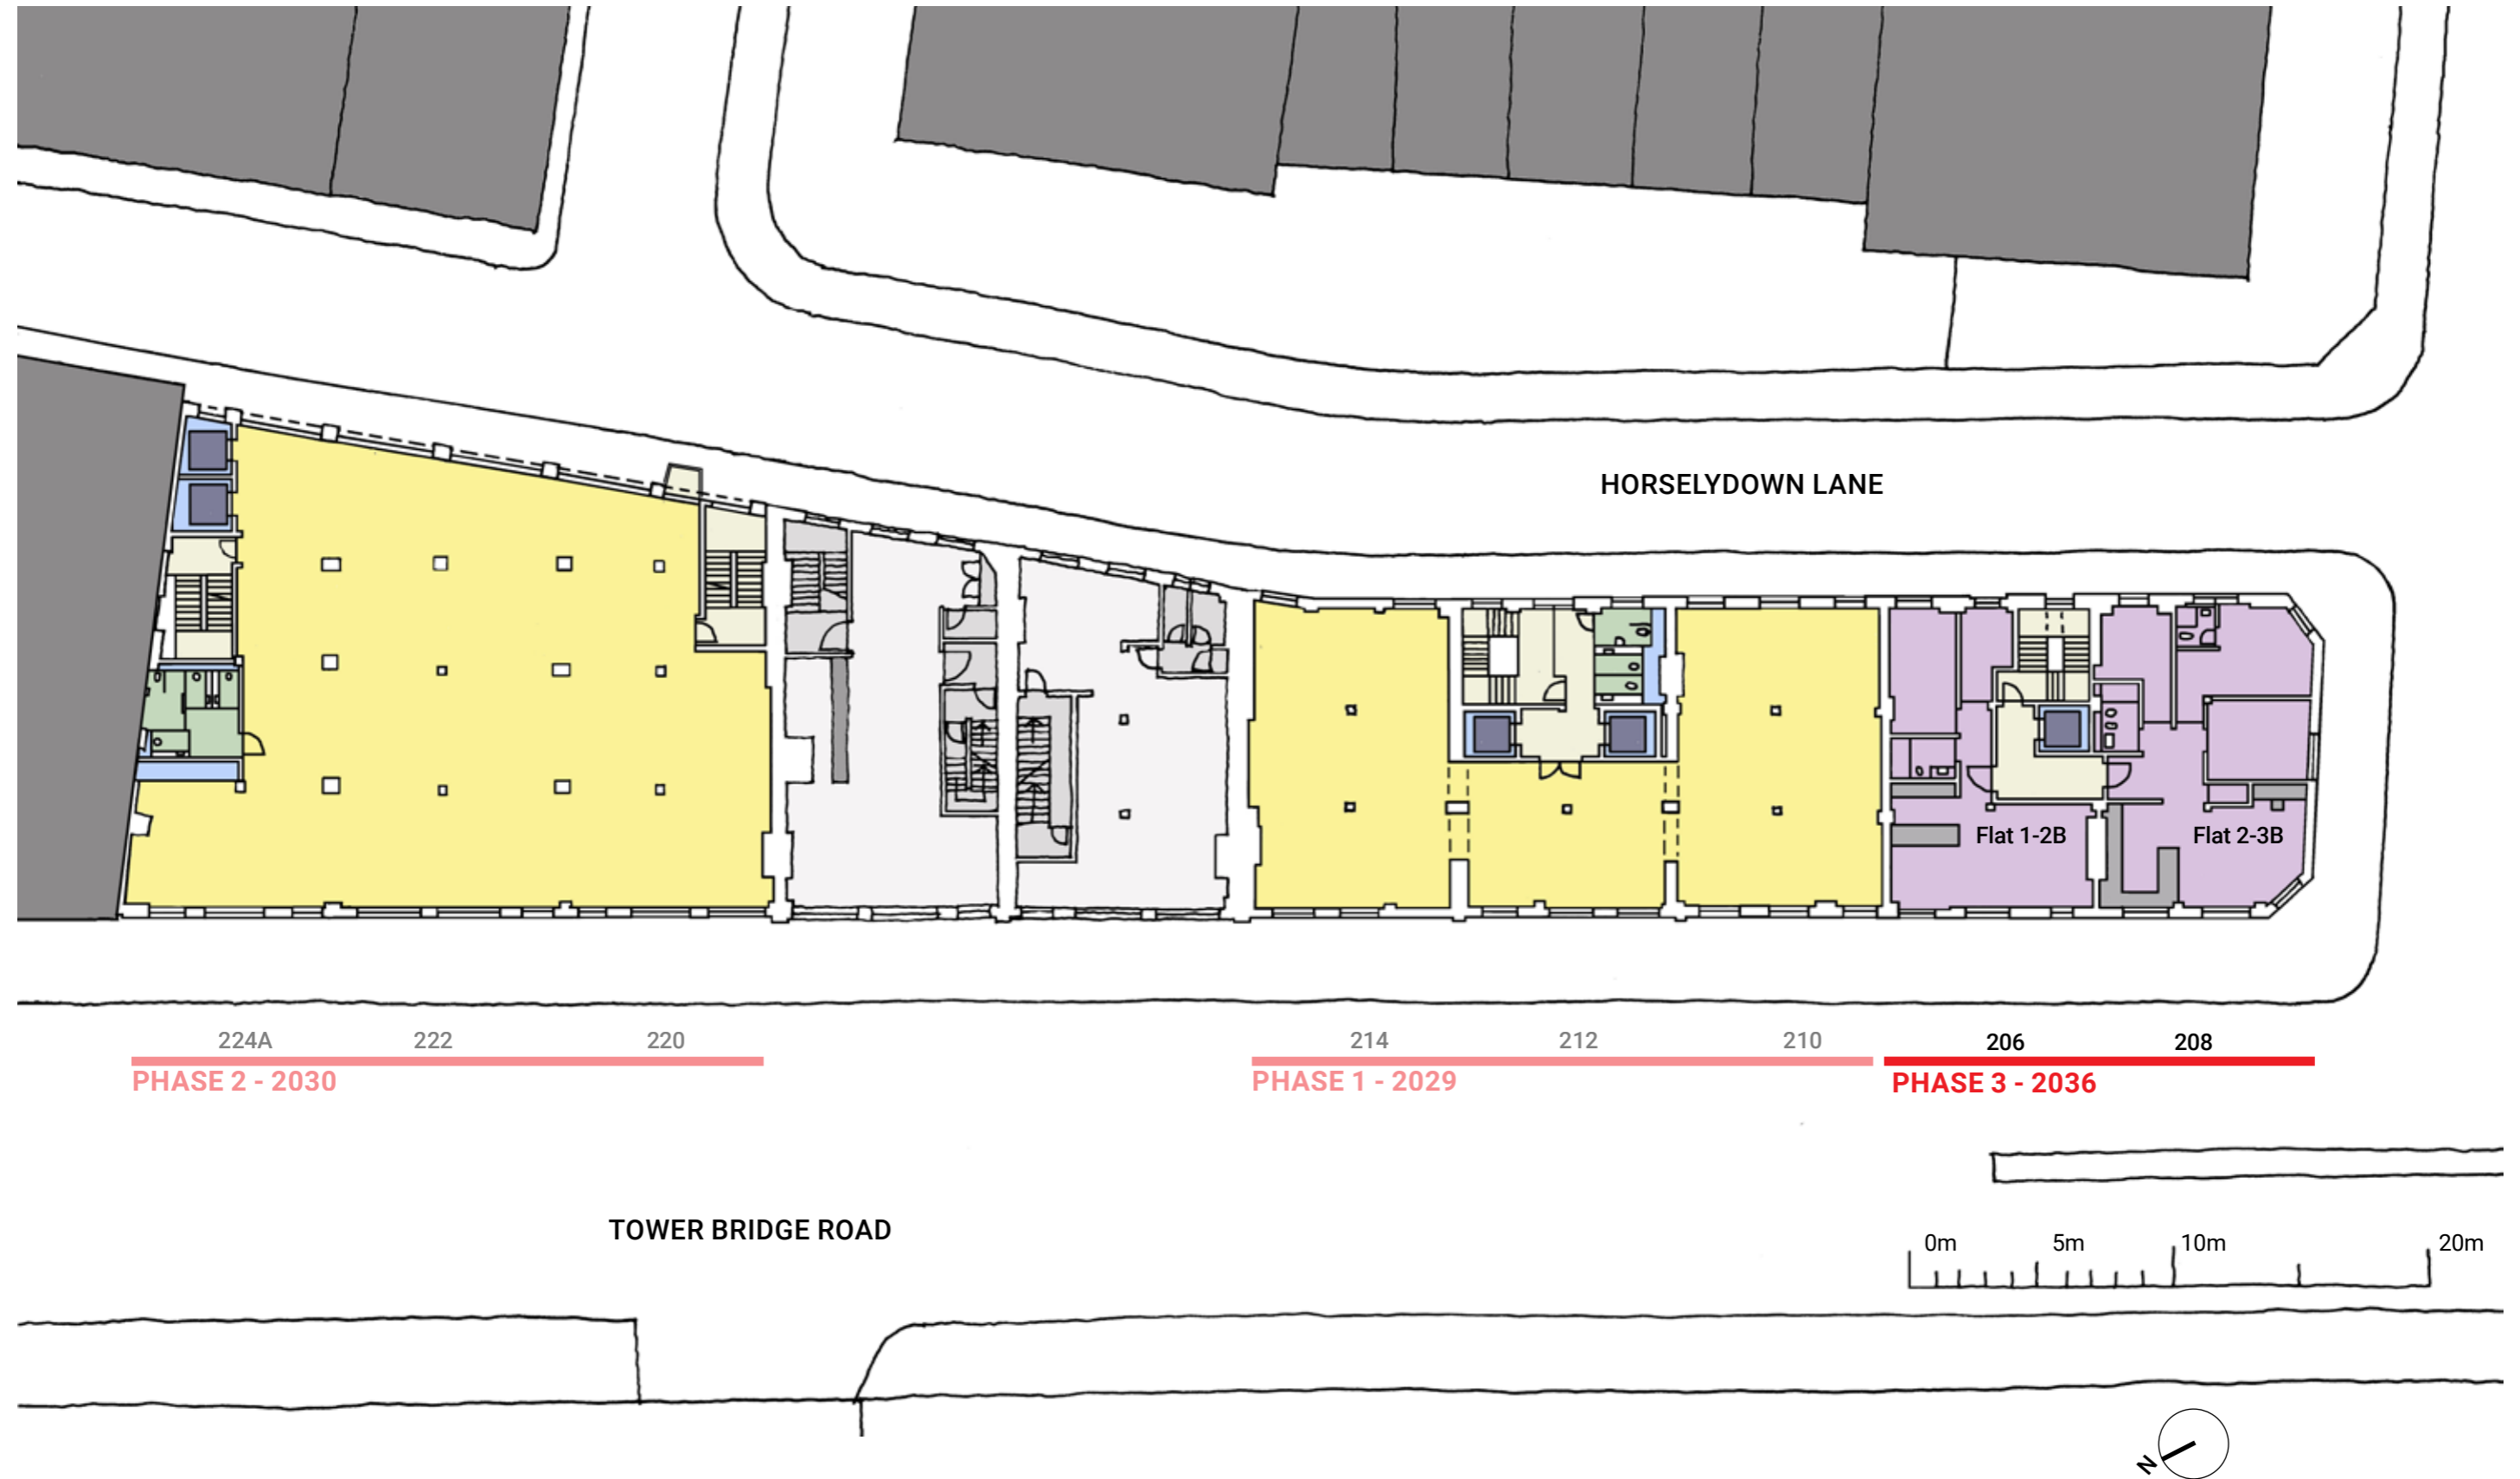 HORSELYDOWN LANE
Flat 1-2B
Flat 2-3B
224A
222
220
214
212
210
206
208
PHASE 2 - 2030
PHASE 1 - 2029
PHASE 3 - 2036
TOWER BRIDGE ROAD
0m
5m
10m
20m
N